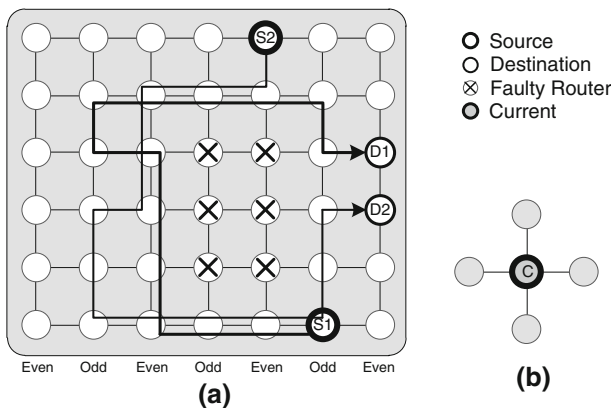 S2
D1
D2
S1
Even Odd Even Odd Even Odd Even
(a)
Source
Destination
Faulty Router
Current
C
(b)